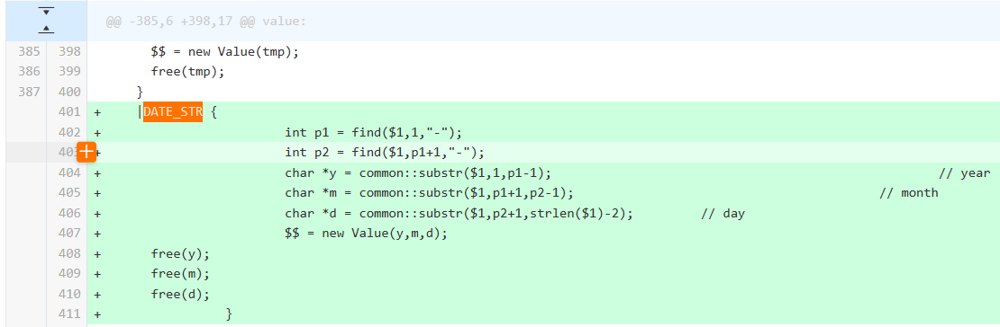 @@ -385,6 +398,17 @@ value:
385 398 $$ = new Value(tmp);
386 399 free(tmp);
387 400 }
401 + |DATE_STR {
402 + int p1 = find($1,1,"-");
403 + int p2 = find($1,p1+1,"-");
404 + char *y = common::substr($1,1,p1-1); // year
405 + char *m = common::substr($1,p1+1,p2-1); // month
406 + char *d = common::substr($1,p2+1,strlen($1)-2); // day
407 + $$ = new Value(y,m,d);
408 + free(y);
409 + free(m);
410 + free(d);
411 + }